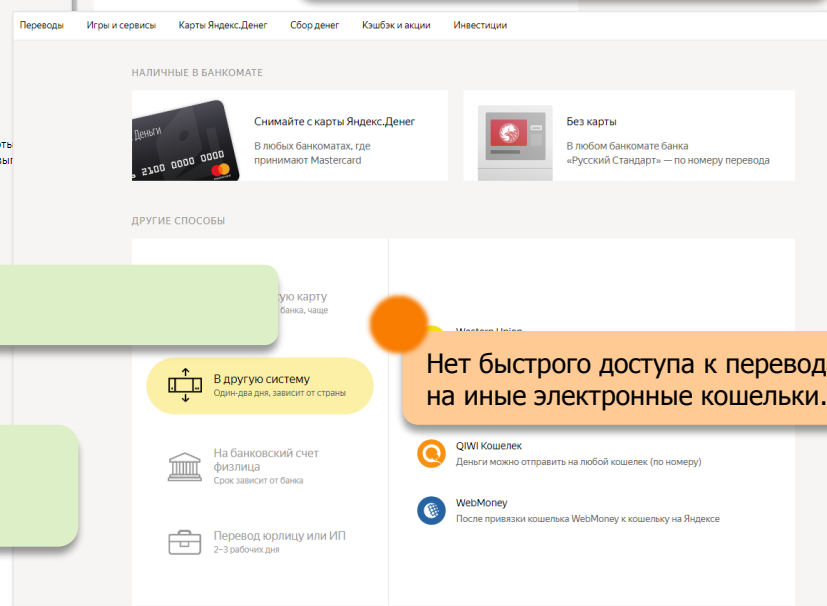 Переводы Игры и сервисы Карты Яндекс.Денег Сбор денег Кэшбэк и акции Инвестиции
НАЛИЧНЫЕ В БАНКОМАТЕ
Деньги
2100 0000 0000
Снимайте с карты Яндекс.Денег
В любых банкоматах, где
принимают Mastercard
Без карты
В любом банкомате банка
«Русский Стандарт» — по номеру перевода
ДРУГИЕ СПОСОБЫ
карту
банка, чаще
В другую систему
Один-два дня, зависит от страны
На банковский счет
физлица
Срок зависит от банка
Перевод юрлицу или ИП
2–3 рабочих дня
Western Union
Нет быстрого доступа к перевод
на иные электронные кошельки.
QIWI Кошелек
Деньги можно отправить на любой кошелек (по номеру)
WebMoney
После привязки кошелька WebMoney к кошельку на Яндексе